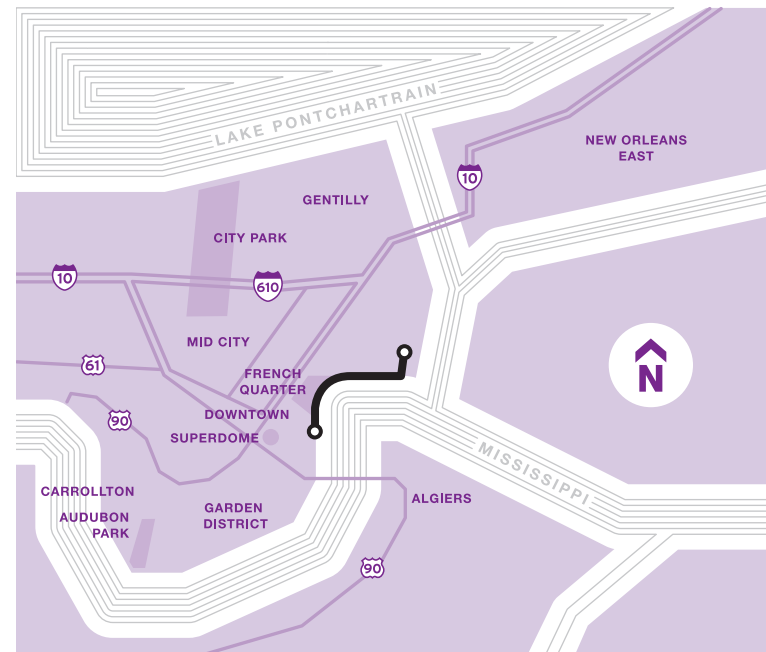 LAKE PONTCHARTRAIN
NEW ORLEANS
EAST
10
GENTILLY
CITY PARK
10
610
MID CITY
61
FRENCH
QUARTER
N
90
DOWNTOWN
SUPERDOME
MISSISSIPPI
CARROLLTON
ALGIERS
AUDUBON
PARK
GARDEN
DISTRICT
90